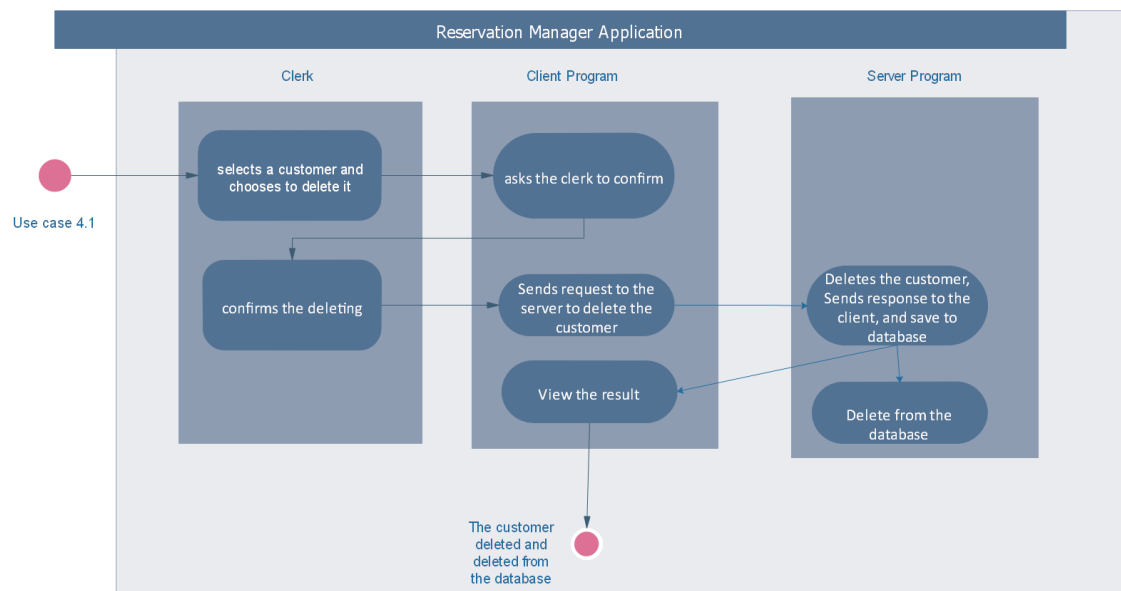 Reservation Manager Application
Clerk
Client Program
Server Program
selects a customer and
chooses to delete it
asks the clerk to confirm
Use case 4.1
confirms the deleting
Sends request to the
server to delete the
customer
Deletes the customer,
Sends response to the
client, and save to
database
View the result
Delete from the
database
The customer
deleted and
deleted from
the database